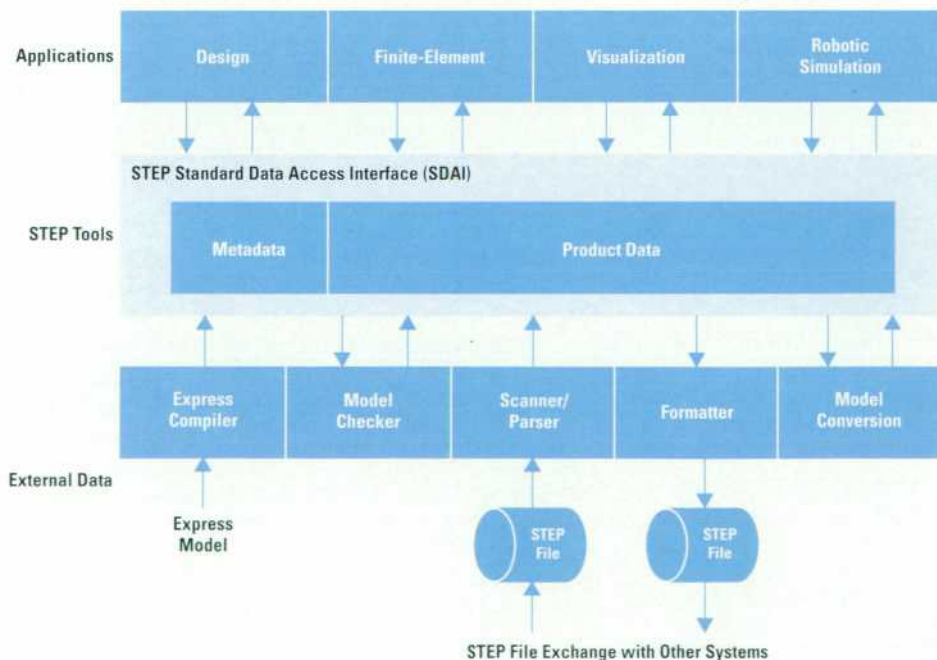 Applications
Design
Finite-Element
Visualization
Robotic
Simulation
STEP Standard Data Access Interface (SDAI)
STEP Tools
Metadata
Product Data
Express
Compiler
Model
Checker
Scanner/
Parser
Formatter
Model
Conversion
External Data
Express
Model
STEP
File
STEP
File
STEP File Exchange with Other Systems